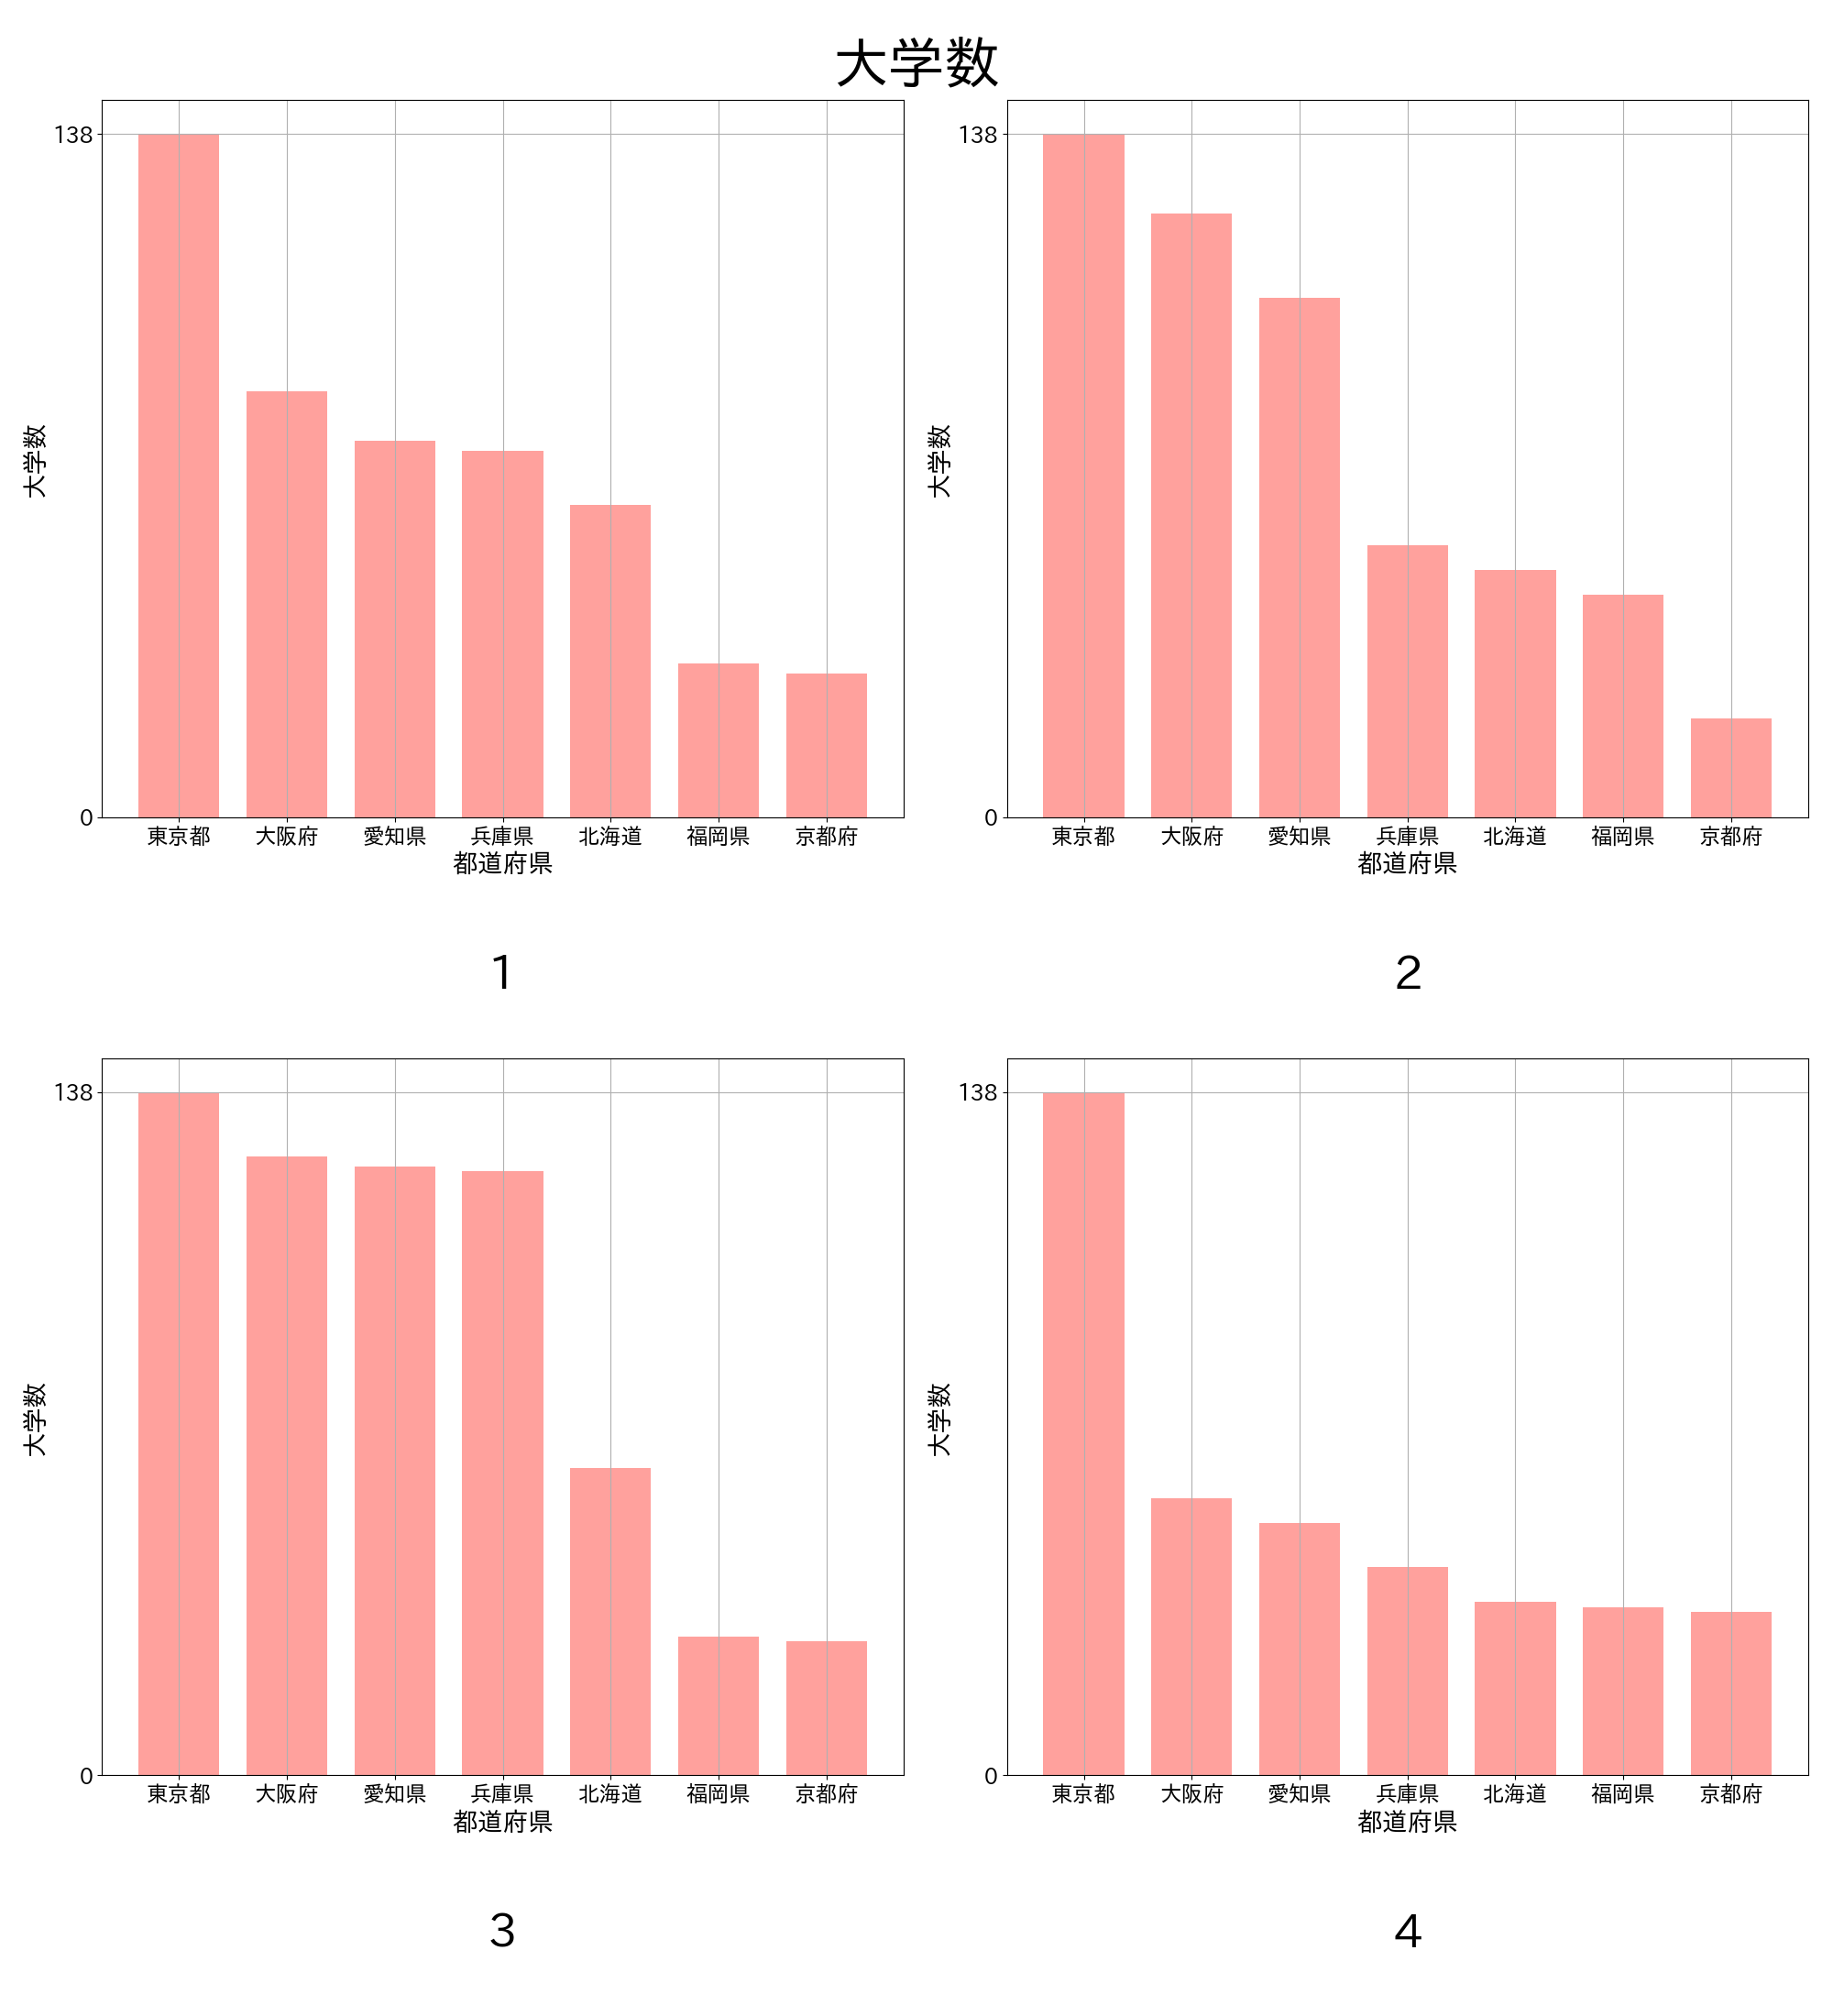 大学数
138
0
大学数
東京都 大阪府 愛知県 兵庫県 北海道 福岡県 京都府
都道府県
1
138
0
大学数
東京都 大阪府 愛知県 兵庫県 北海道 福岡県 京都府
都道府県
2
138
0
大学数
東京都 大阪府 愛知県 兵庫県 北海道 福岡県 京都府
都道府県
3
138
0
大学数
東京都 大阪府 愛知県 兵庫県 北海道 福岡県 京都府
都道府県
4